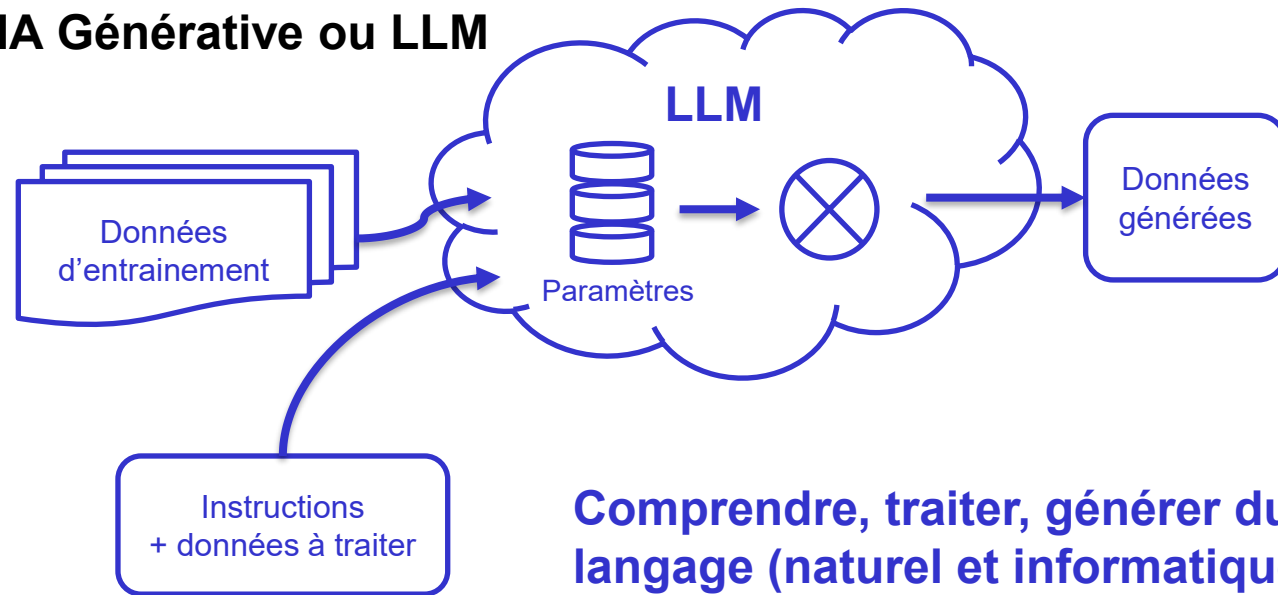 IA Générative ou LLM
LLM
Données
d'entrainement
Paramètres
Données
générées
Instructions
+ données à traiter
Comprendre, traiter, générer du
langage (naturel et informatiqu